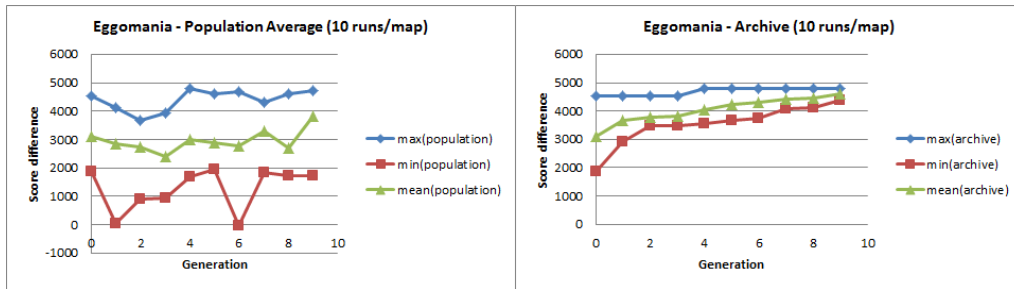 Eggomania - Population Average (10 runs/map)
6000
5000
4000
3000
2000
1000
0
-1000
0 2 4 6 8 10
Score difference
Generation
max(population)
min(population)
mean(population)
Eggomania - Archive (10 runs/map)
6000
5000
4000
3000
2000
1000
0
0 2 4 6 8 10
Score difference
Generation
max(archive)
min(archive)
mean(archive)